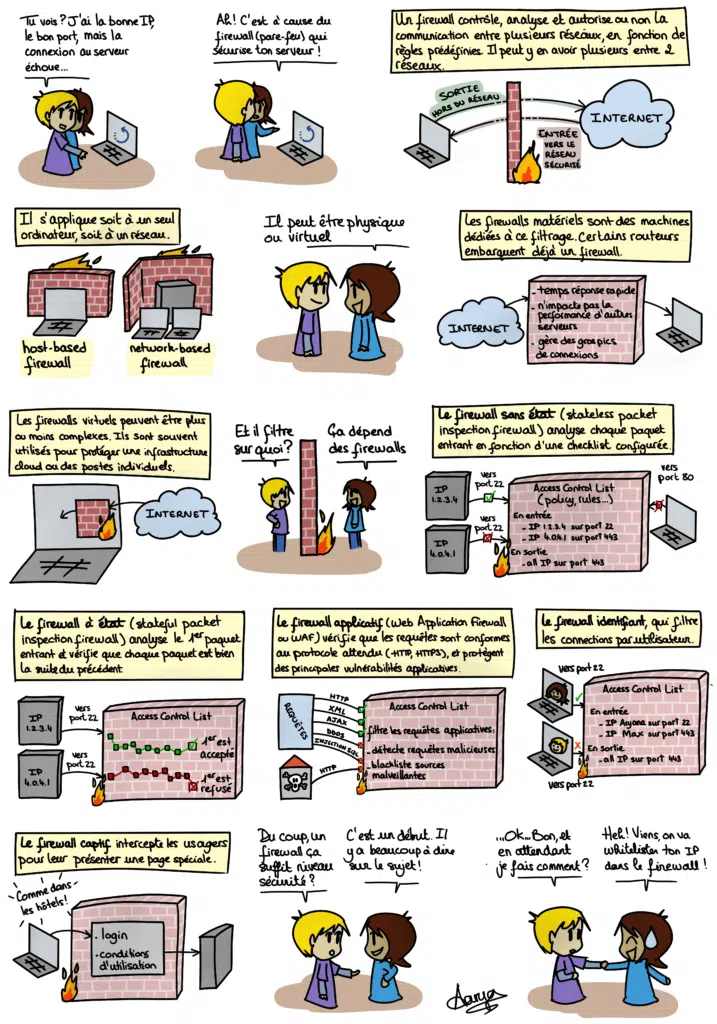 Tu vois ? J'ai la bonne IP,
le bon port, mais la
connexion au serveur
échoue...
Ah ! C'est à cause du
firewall (pare-feu) qui
sécurise ton serveur !
Un firewall contrôle, analyse et autorise ou non la
communication entre plusieurs réseaux, en fonction de
règles prédéfinies. Il peut y en avoir plusieurs entre 2
réseaux.
SORTIE
HORS DU RÉSEAU
INTERNET
ENTRÉE
VERS LE
RÉSEAU
SÉCURISÉ
Il s'applique soit à un seul
ordinateur, soit à un réseau.
host-based
firewall
network-based
firewall
Il peut être physique
ou virtuel
Les firewalls matériels sont des machines
dédiées à ce filtrage. Certains routeurs
embarquent déjà un firewall.
INTERNET
- temps réponse rapide
- n'impacte pas la
performance d'autres
serveurs
- gère des gros pics
de connexions
Les firewalls virtuels peuvent être plus
ou moins complexes. Ils sont souvent
utilisés pour protéger une infrastructure
cloud ou des postes individuels.
INTERNET
Et il filtre
sur quoi ?
Ça dépend
des firewalls
Le firewall sans état (stateless packet
inspection firewall) analyse chaque paquet
entrant en fonction d'une checklist configurée.
IP
1.2.3.4
vers
port 22
IP
4.0.4.1
vers
port 22
Access Control List
(policy, rules...)
En entrée
- IP 1.2.3.4 sur port 22
- IP 4.0.4.1 sur port 443
En sortie
- all IP sur port 443
vers
port 80
Le firewall à état (stateful packet
inspection firewall) analyse le 1er paquet
entrant et vérifie que chaque paquet est bien
la suite du précédent
IP
1.2.3.4
vers
port 22
IP
4.0.4.1
vers
port 22
Access Control List
1er est
accepté
1er est
refusé
Le firewall applicatif (Web Application Firewall
ou WAF) vérifie que les requêtes sont conformes
au protocole attendu (HTTP, HTTPS), et protègent
des principales vulnérabilités applicatives.
REQUÊTES
HTTP
XML
AJAX
DDOS
INJECTION SQL
HTTP
Access Control List
filtre les requêtes applicatives:
- détecte requêtes malicieuses
- blackliste sources
malveillantes
Le firewall identifiant, qui filtre
les connections par utilisateur.
vers port 22
vers port 22
Access Control List
En entrée
- IP Aryana sur port 22
- IP Max sur port 443
En sortie
- all IP sur port 443
Le firewall captif intercepte les usagers
pour leur présenter une page spéciale.
Comme dans
les hôtels !
- login
- conditions
d'utilisation
Du coup, un
firewall ça
suffit niveau
sécurité ?
C'est un début. Il
y a beaucoup à dire
sur le sujet !
...Ok... Bon, et
en attendant
je fais comment ?
Heh ! Viens, on va
whitelister ton IP
dans le firewall !